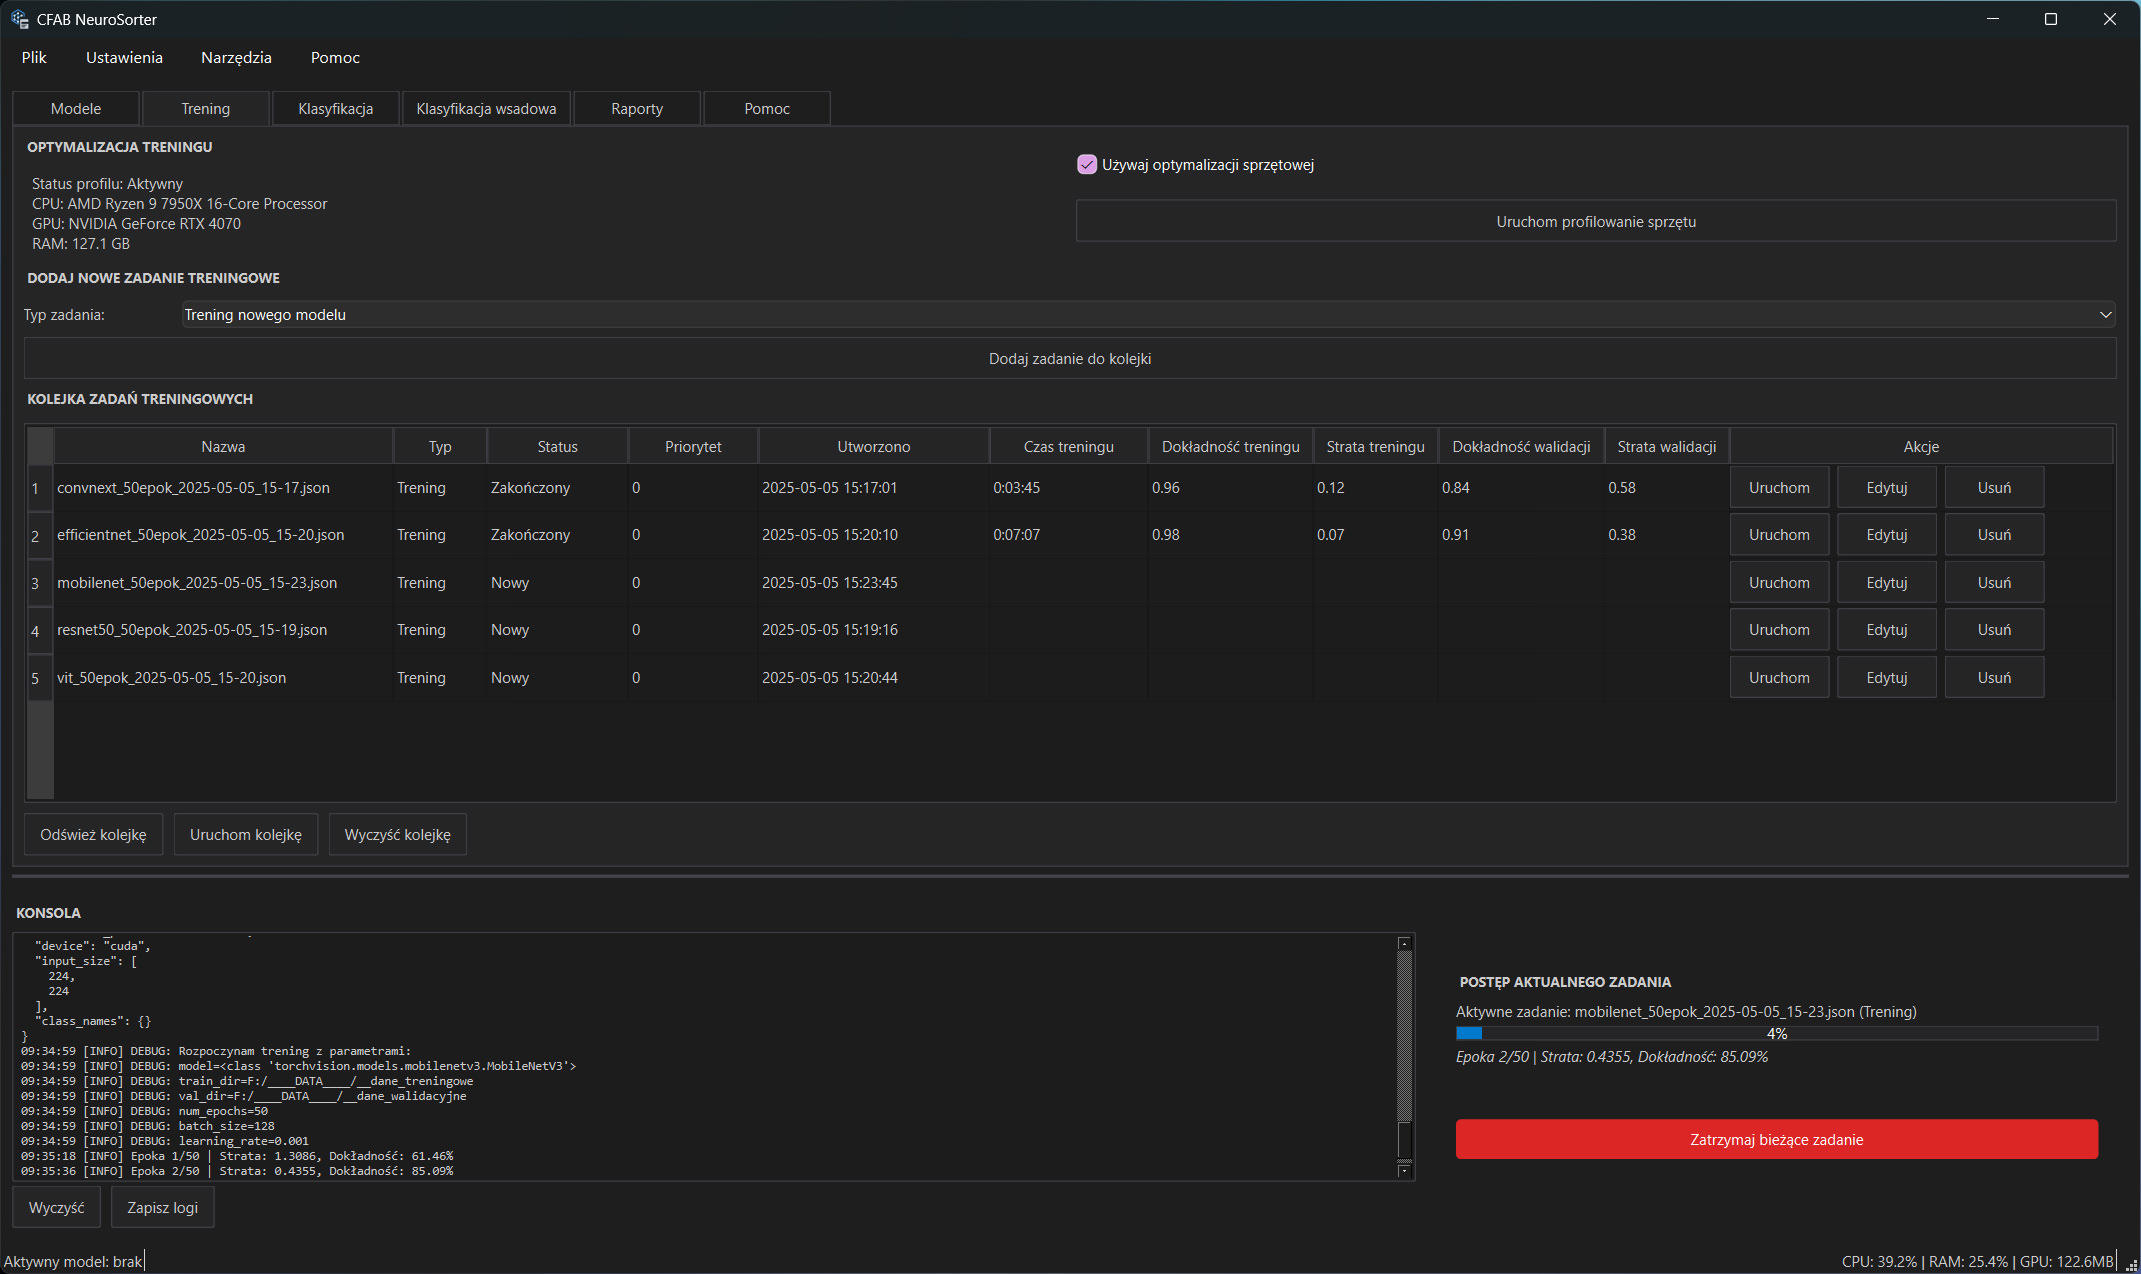 CFAB NeuroSorter
Plik Ustawienia Narzędzia Pomoc
Modele Trening Klasyfikacja Klasyfikacja wsadowa Raporty Pomoc
OPTYMALIZACJA TRENINGU
Używaj optymalizacji sprzętowej
Status profilu: Aktywny
CPU: AMD Ryzen 9 7950X 16-Core Processor
GPU: NVIDIA GeForce RTX 4070
RAM: 127.1 GB
Uruchom profilowanie sprzętu
DODAJ NOWE ZADANIE TRENINGOWE
Typ zadania: Trening nowego modelu
Dodaj zadanie do kolejki
KOLEJKA ZADAŃ TRENINGOWYCH
Nazwa Typ Status Priorytet Utworzono Czas treningu Dokładność treningu Strata treningu Dokładność walidacji Strata walidacji Akcje
1 convnext_50epok_2025-05-05_15-17.json Trening Zakończony 0 2025-05-05 15:17:01 0:03:45 0.96 0.12 0.84 0.58 Uruchom Edytuj Usuń
2 efficientnet_50epok_2025-05-05_15-20.json Trening Zakończony 0 2025-05-05 15:20:10 0:07:07 0.98 0.07 0.91 0.38 Uruchom Edytuj Usuń
3 mobilenet_50epok_2025-05-05_15-23.json Trening Nowy 0 2025-05-05 15:23:45 Uruchom Edytuj Usuń
4 resnet50_50epok_2025-05-05_15-19.json Trening Nowy 0 2025-05-05 15:19:16 Uruchom Edytuj Usuń
5 vit_50epok_2025-05-05_15-20.json Trening Nowy 0 2025-05-05 15:20:44 Uruchom Edytuj Usuń
Odśwież kolejkę Uruchom kolejkę Wyczyść kolejkę
KONSOLA
"device": "cuda",
"input_size": [
224,
224
],
"class_names": {}
}
09:34:59 [INFO] DEBUG: Rozpoczynam trening z parametrami:
09:34:59 [INFO] DEBUG: model=<class 'torchvision.models.mobilenetv3.MobileNetV3'>
09:34:59 [INFO] DEBUG: train_dir=F:/____DATA____/__dane_treningowe
09:34:59 [INFO] DEBUG: val_dir=F:/____DATA____/__dane_walidacyjne
09:34:59 [INFO] DEBUG: num_epochs=50
09:34:59 [INFO] DEBUG: batch_size=128
09:34:59 [INFO] DEBUG: learning_rate=0.001
09:35:18 [INFO] Epoka 1/50 | Strata: 1.3086, Dokładność: 61.46%
09:35:36 [INFO] Epoka 2/50 | Strata: 0.4355, Dokładność: 85.09%
POSTĘP AKTUALNEGO ZADANIA
Aktywne zadanie: mobilenet_50epok_2025-05-05_15-23.json (Trening)
4%
Epoka 2/50 | Strata: 0.4355, Dokładność: 85.09%
Zatrzymaj bieżące zadanie
Wyczyść Zapisz logi
Aktywny model: brak
CPU: 39.2% | RAM: 25.4% | GPU: 122.6MB